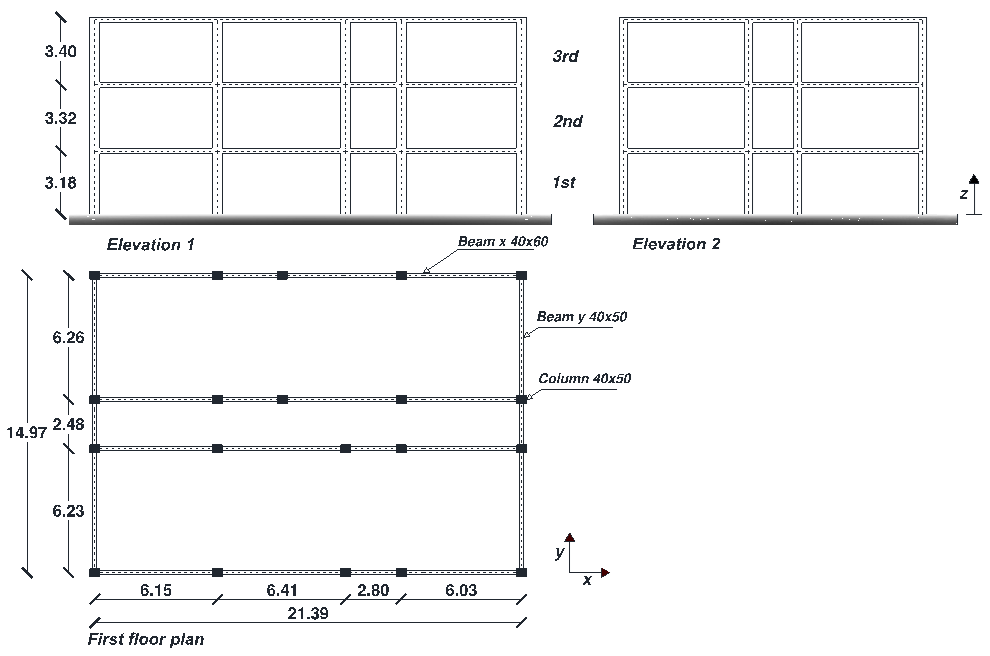 3.40
3rd
3.32
2nd
3.18
1st
z
Elevation 1
Elevation 2
Beam x 40x60
Beam y 40x50
6.26
Column 40x50
14.97
2.48
6.23
y
x
6.15 6.41 2.80 6.03
21.39
First floor plan